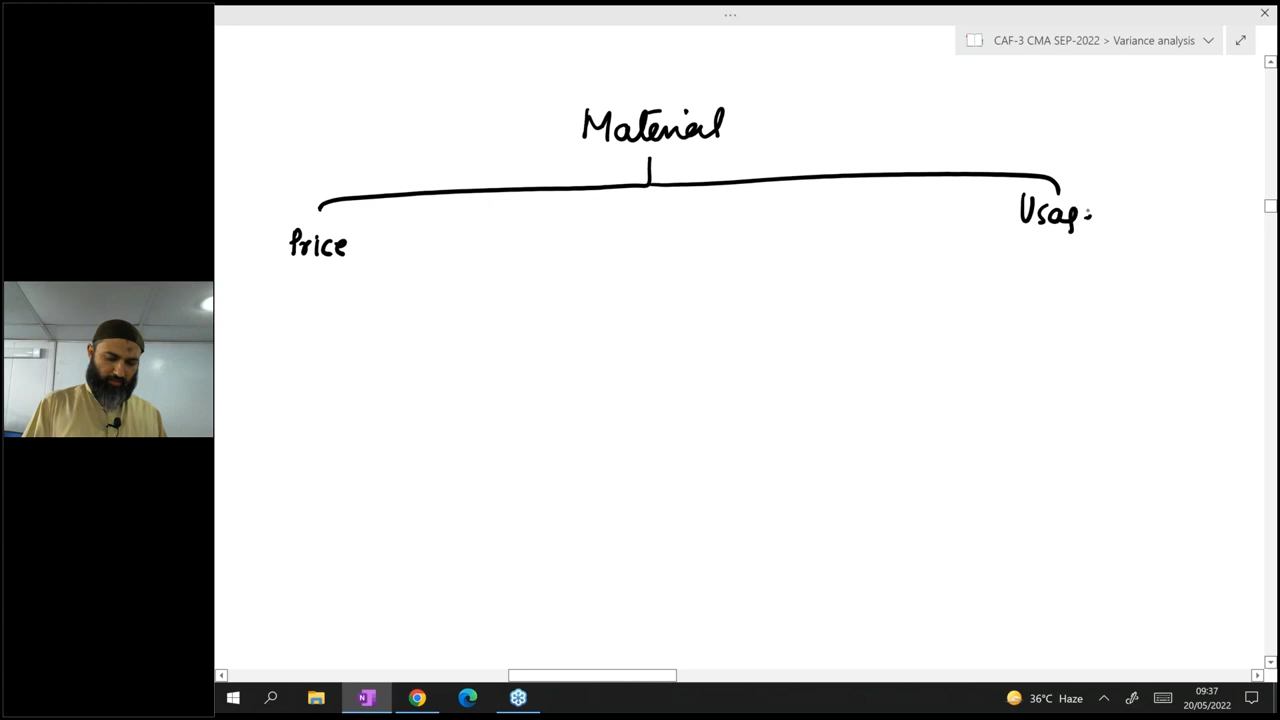 CAF-3 CMA SEP-2022 > Variance analysis
Material
Price
Usag
36°C Haze
09:37
20/05/2022